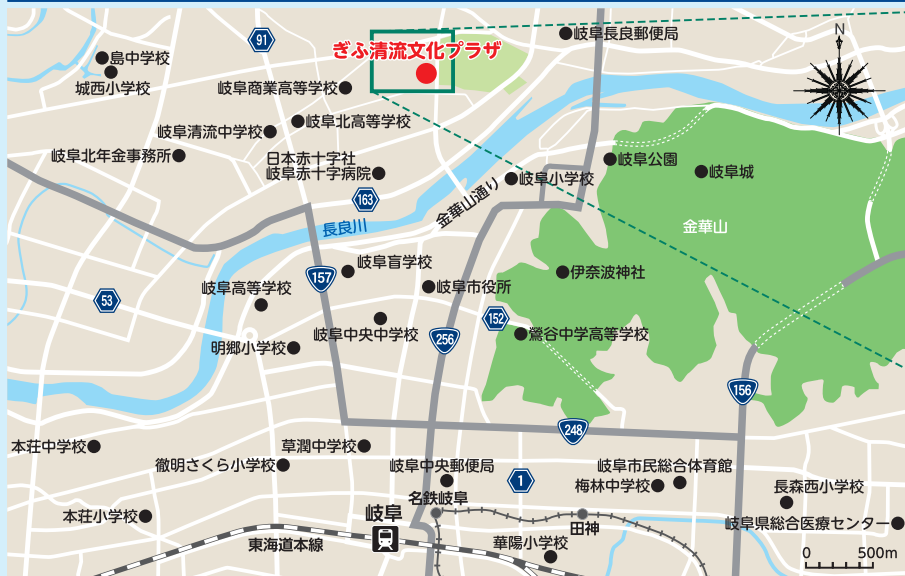 91
ぎふ清流文化プラザ
岐阜長良郵便局
N
島中学校
城西小学校
岐阜商業高等学校
岐阜北高等学校
岐阜清流中学校
岐阜北年金事務所
日本赤十字社
岐阜赤十字病院
163
金華山通り
岐阜小学校
岐阜公園
岐阜城
長良川
金華山
岐阜盲学校
157
伊奈波神社
岐阜高等学校
岐阜市役所
53
152
岐阜中央中学校
256
鶯谷中学高等学校
明郷小学校
156
248
本荘中学校
草潤中学校
徹明さくら小学校
岐阜中央郵便局
1
岐阜市民総合体育館
梅林中学校
長森西小学校
名鉄岐阜
本荘小学校
岐阜
田神
岐阜県総合医療センター
東海道本線
華陽小学校
0 500m